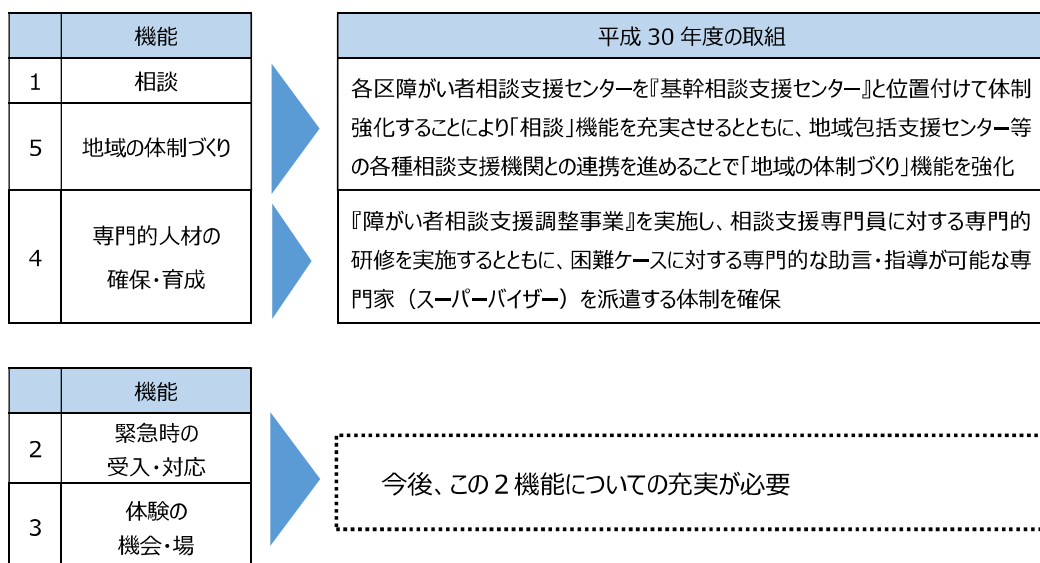 機能
平成 30 年度の取組
1
相談
5
地域の体制づくり
各区障がい者相談支援センターを『基幹相談支援センター』と位置付けて体制
強化することにより「相談」機能を充実させるとともに、地域包括支援センター等
の各種相談支援機関との連携を進めることで「地域の体制づくり」機能を強化
4
専門的人材の
確保・育成
『障がい者相談支援調整事業』を実施し、相談支援専門員に対する専門的
研修を実施するとともに、困難ケースに対する専門的な助言・指導が可能な専
門家（スーパーバイザー）を派遣する体制を確保
機能
2
緊急時の
受入・対応
3
体験の
機会・場
今後、この２機能についての充実が必要